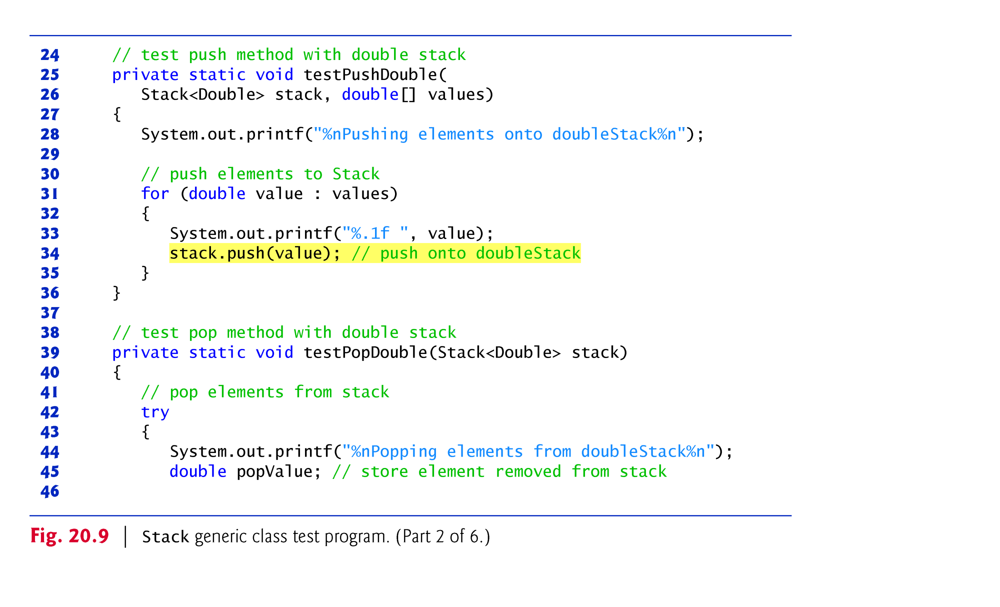 24 // test push method with double stack
25 private static void testPushDouble(
26 Stack<Double> stack, double[] values)
27 {
28 System.out.printf("%nPushing elements onto doubleStack%n");
29
30 // push elements to Stack
31 for (double value : values)
32 {
33 System.out.printf("%.1f ", value);
34 stack.push(value); // push onto doubleStack
35 }
36 }
37
38 // test pop method with double stack
39 private static void testPopDouble(Stack<Double> stack)
40 {
41 // pop elements from stack
42 try
43 {
44 System.out.printf("%nPopping elements from doubleStack%n");
45 double popValue; // store element removed from stack
46
Fig. 20.9 | Stack generic class test program. (Part 2 of 6.)